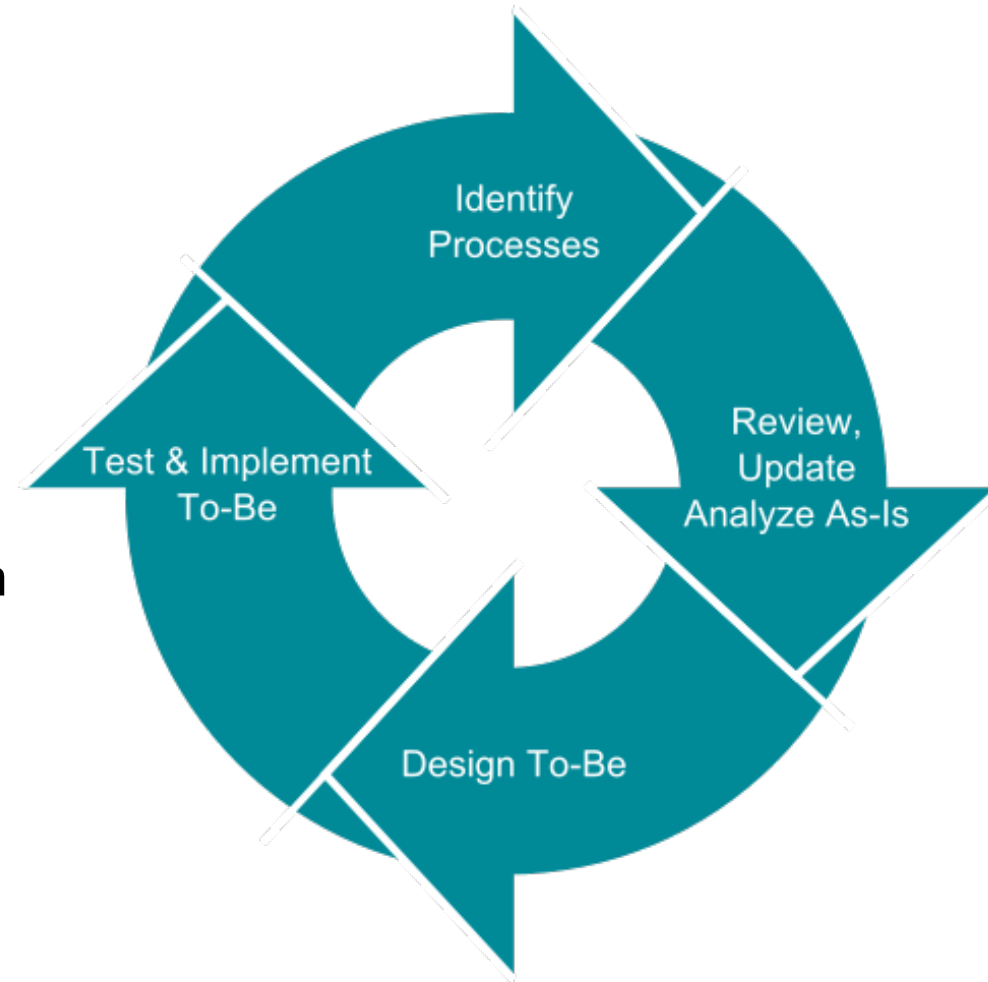 Identify
Processes
Review,
Update
Analyze As-Is
Design To-Be
Test & Implement
To-Be